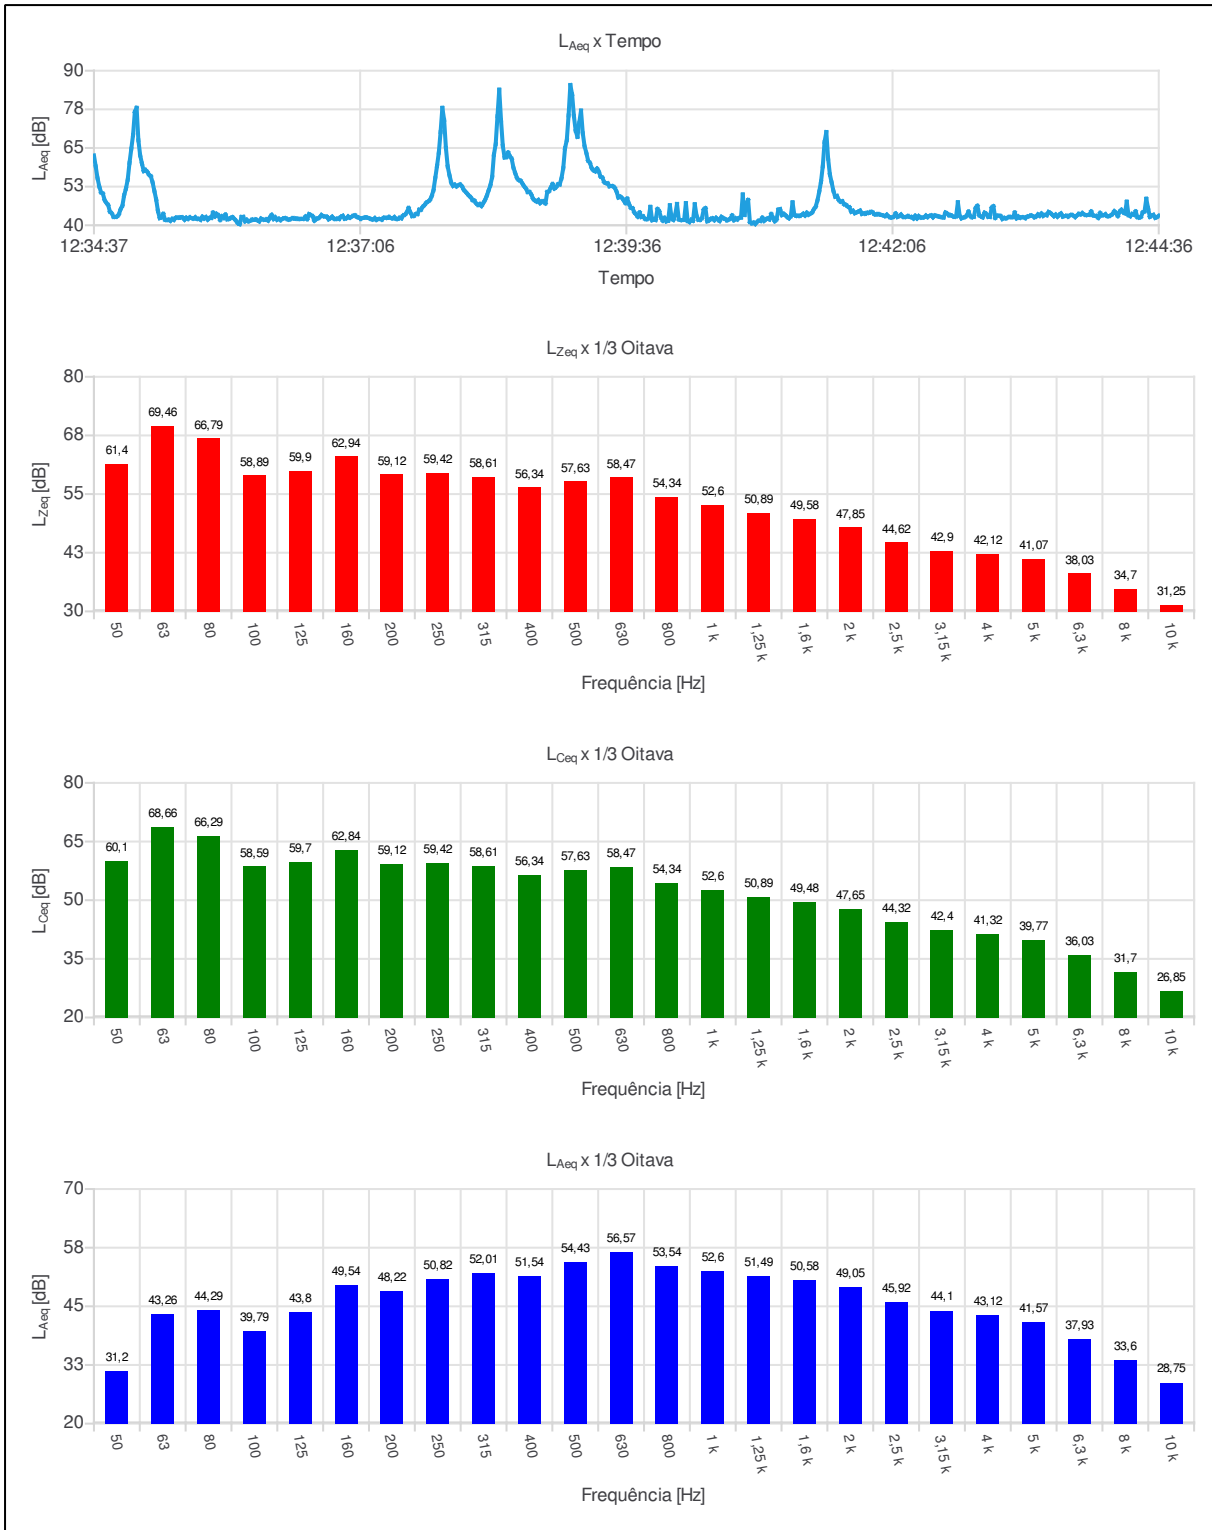 LAeq x Tempo
90
78
65
53
40
LAeq [dB]
12:34:37 12:37:06 12:39:36 12:42:06 12:44:36
Tempo
LZeq x 1/3 Oitava
80
68
55
43
30
LZeq [dB]
61,4 69,46 66,79 58,89 59,9 62,94 59,12 59,42 58,61 56,34 57,63 58,47 54,34 52,6 50,89 49,58 47,85 44,62 42,9 42,12 41,07 38,03 34,7 31,25
50 63 80 100 125 160 200 250 315 400 500 630 800 1 k 1,25 k 1,6 k 2 k 2,5 k 3,15 k 4 k 5 k 6,3 k 8 k 10 k
Frequência [Hz]
LCeq x 1/3 Oitava
80
65
50
35
20
LCeq [dB]
60,1 68,66 66,29 58,59 59,7 62,84 59,12 59,42 58,61 56,34 57,63 58,47 54,34 52,6 50,89 49,48 47,65 44,32 42,4 41,32 39,77 36,03 31,7 26,85
50 63 80 100 125 160 200 250 315 400 500 630 800 1 k 1,25 k 1,6 k 2 k 2,5 k 3,15 k 4 k 5 k 6,3 k 8 k 10 k
Frequência [Hz]
LAeq x 1/3 Oitava
70
58
45
33
20
LAeq [dB]
31,2 43,26 44,29 39,79 43,8 49,54 48,22 50,82 52,01 51,54 54,43 56,57 53,54 52,6 51,49 50,58 49,05 45,92 44,1 43,12 41,57 37,93 33,6 28,75
50 63 80 100 125 160 200 250 315 400 500 630 800 1 k 1,25 k 1,6 k 2 k 2,5 k 3,15 k 4 k 5 k 6,3 k 8 k 10 k
Frequência [Hz]